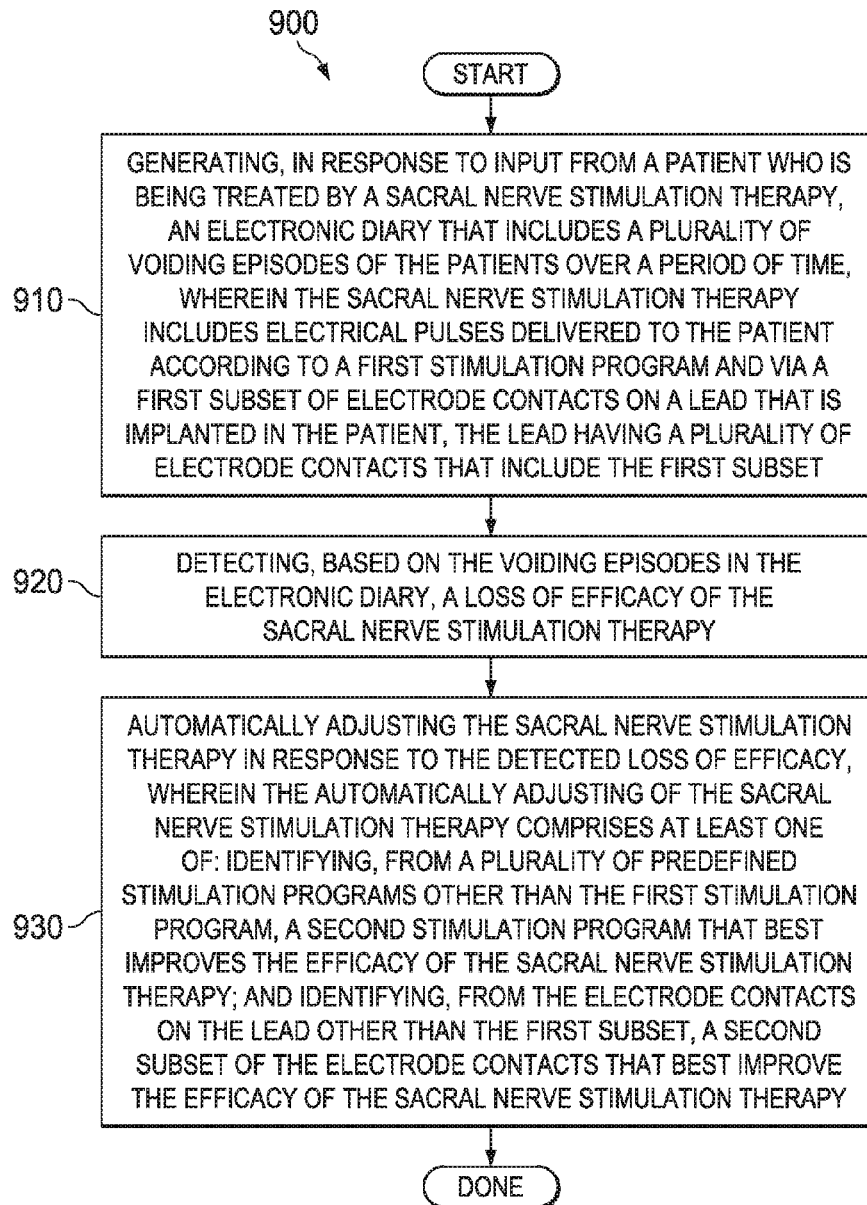 900
START
910
GENERATING, IN RESPONSE TO INPUT FROM A PATIENT WHO IS
BEING TREATED BY A SACRAL NERVE STIMULATION THERAPY,
AN ELECTRONIC DIARY THAT INCLUDES A PLURALITY OF
VOIDING EPISODES OF THE PATIENTS OVER A PERIOD OF TIME,
WHEREIN THE SACRAL NERVE STIMULATION THERAPY
INCLUDES ELECTRICAL PULSES DELIVERED TO THE PATIENT
ACCORDING TO A FIRST STIMULATION PROGRAM AND VIA A
FIRST SUBSET OF ELECTRODE CONTACTS ON A LEAD THAT IS
IMPLANTED IN THE PATIENT, THE LEAD HAVING A PLURALITY OF
ELECTRODE CONTACTS THAT INCLUDE THE FIRST SUBSET
920
DETECTING, BASED ON THE VOIDING EPISODES IN THE
ELECTRONIC DIARY, A LOSS OF EFFICACY OF THE
SACRAL NERVE STIMULATION THERAPY
930
AUTOMATICALLY ADJUSTING THE SACRAL NERVE STIMULATION
THERAPY IN RESPONSE TO THE DETECTED LOSS OF EFFICACY,
WHEREIN THE AUTOMATICALLY ADJUSTING OF THE SACRAL
NERVE STIMULATION THERAPY COMPRISES AT LEAST ONE
OF: IDENTIFYING, FROM A PLURALITY OF PREDEFINED
STIMULATION PROGRAMS OTHER THAN THE FIRST STIMULATION
PROGRAM, A SECOND STIMULATION PROGRAM THAT BEST
IMPROVES THE EFFICACY OF THE SACRAL NERVE STIMULATION
THERAPY; AND IDENTIFYING, FROM THE ELECTRODE CONTACTS
ON THE LEAD OTHER THAN THE FIRST SUBSET, A SECOND
SUBSET OF THE ELECTRODE CONTACTS THAT BEST IMPROVE
THE EFFICACY OF THE SACRAL NERVE STIMULATION THERAPY
DONE